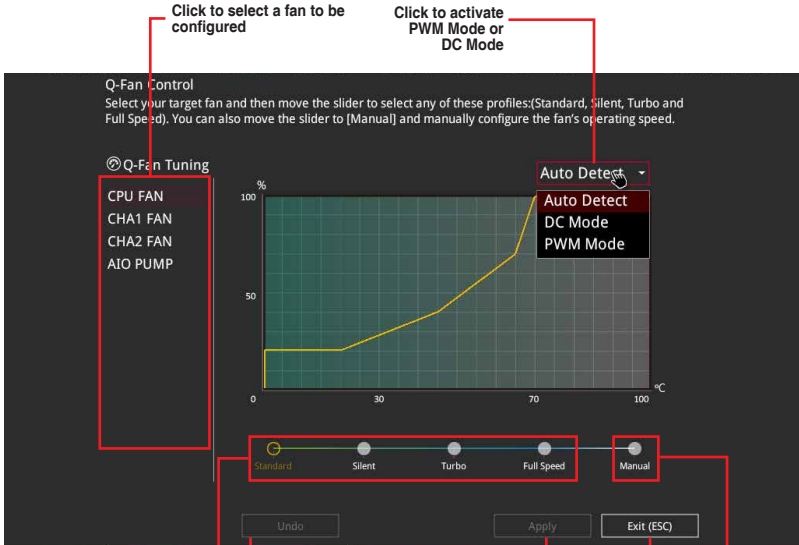 Click to select a fan to be
configured
Click to activate
PWM Mode or
DC Mode
Q-Fan Control
Select your target fan and then move the slider to select any of these profiles:(Standard, Silent, Turbo and
Full Speed). You can also move the slider to [Manual] and manually configure the fan's operating speed.
Q-Fan Tuning
CPU FAN
CHA1 FAN
CHA2 FAN
AIO PUMP
Auto Detect
Auto Detect
DC Mode
PWM Mode
%
100
50
0
30
70
100
ºC
Standard
Silent
Turbo
Full Speed
Manual
Undo
Apply
Exit (ESC)